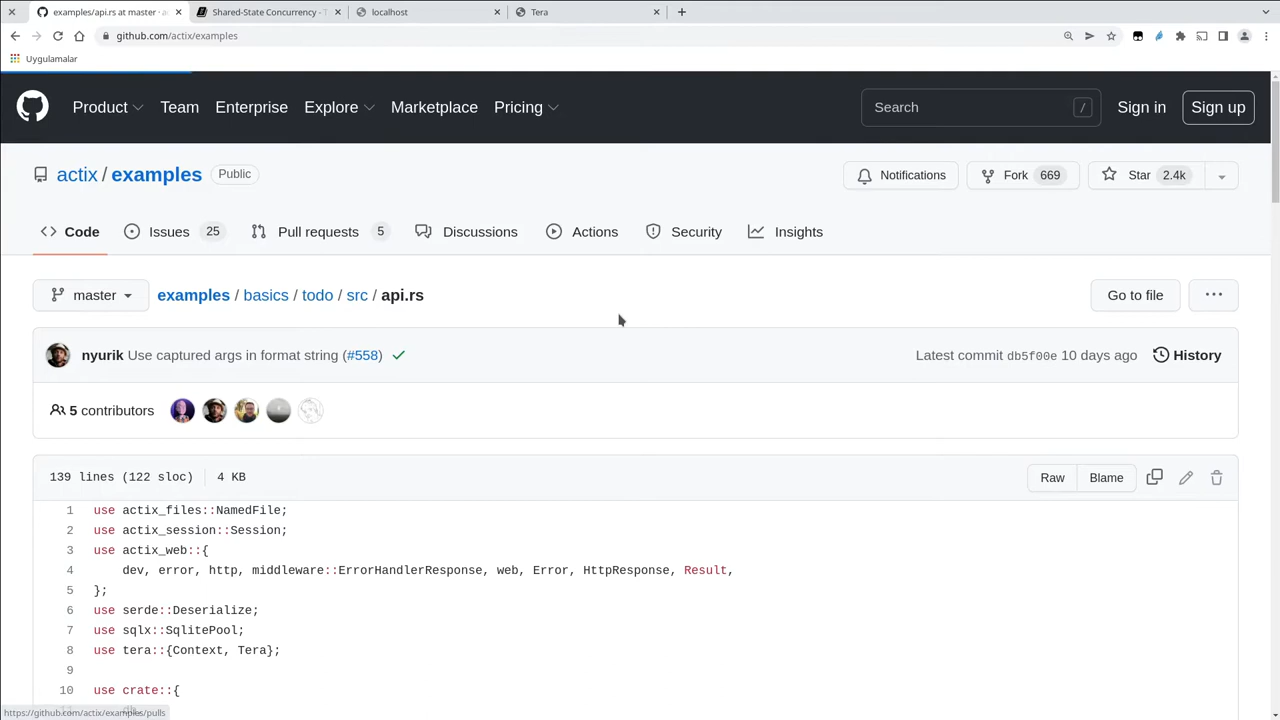 examples/api.rs at master · a
Shared-State Concurrency - T
localhost
Tera
github.com/actix/examples
Uygulamalar
Product Team Enterprise Explore Marketplace Pricing Search / Sign in Sign up
actix / examples Public
Notifications Fork 669 Star 2.4k
Code Issues 25 Pull requests 5 Discussions Actions Security Insights
master examples / basics / todo / src / api.rs Go to file ...
nyurik Use captured args in format string (#558) Latest commit db5f00e 10 days ago History
5 contributors
139 lines (122 sloc) 4 KB Raw Blame
1 use actix_files::NamedFile;
2 use actix_session::Session;
3 use actix_web::{
4 dev, error, http, middleware::ErrorHandlerResponse, web, Error, HttpResponse, Result,
5 };
6 use serde::Deserialize;
7 use sqlx::SqlitePool;
8 use tera::{Context, Tera};
9
10 use crate::{
https://github.com/actix/examples/pulls